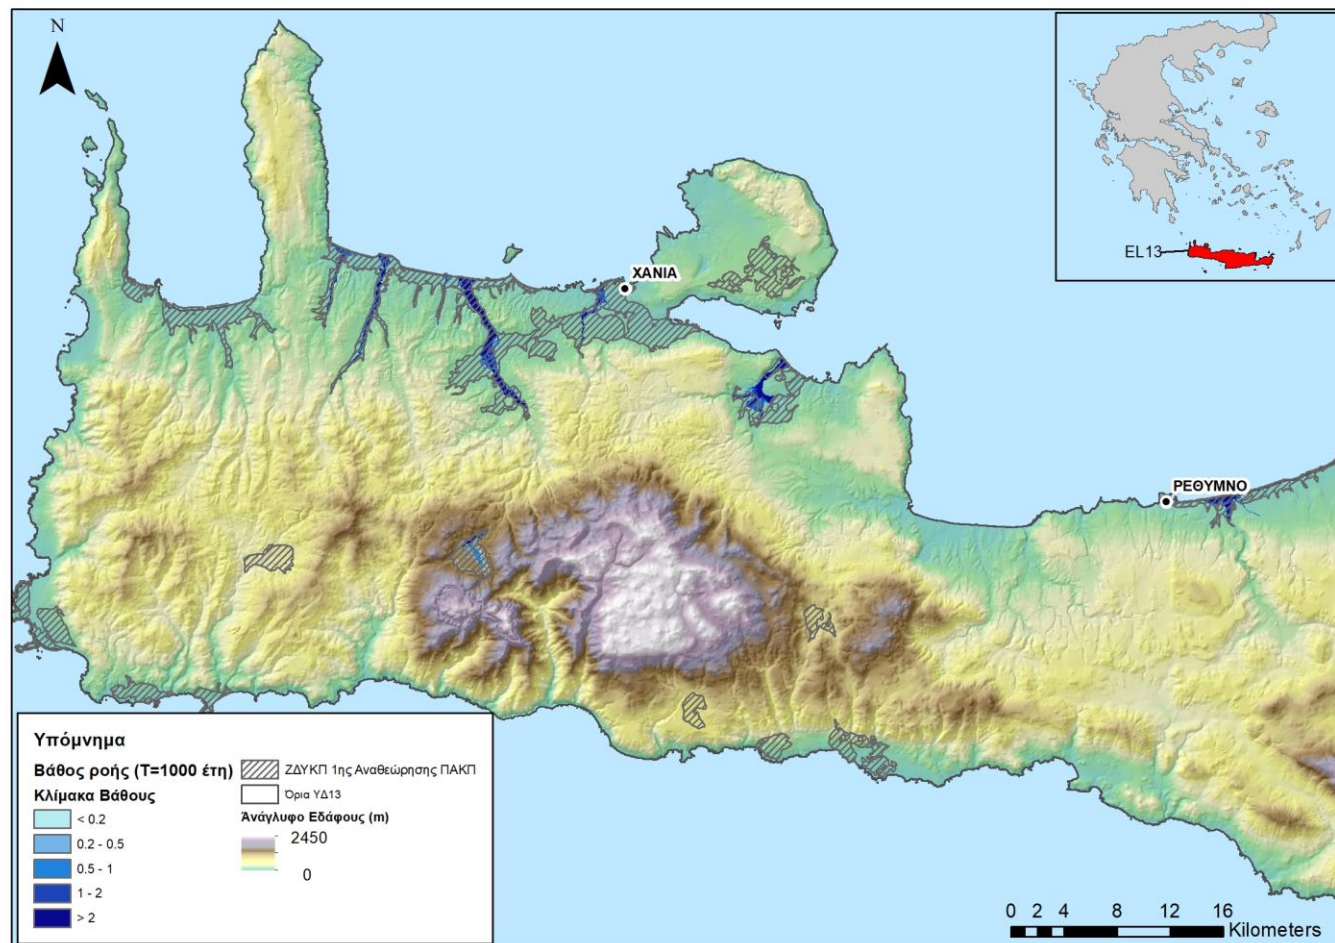 N
EL13
ΧΑΝΙΑ
ΡΕΘΥΜΝΟ
Υπόμνημα
Βάθος ροής (Τ=1000 έτη)
Κλίμακα Βάθους
< 0.2
0.2 - 0.5
0.5 - 1
1 - 2
> 2
ΖΔΥΚΠ 1ης Αναθεώρησης ΠΑΚΠ
Όρια ΥΔ13
Άνάγλυφο Εδάφους (m)
2450
0
0 2 4 8 12 16
Kilometers